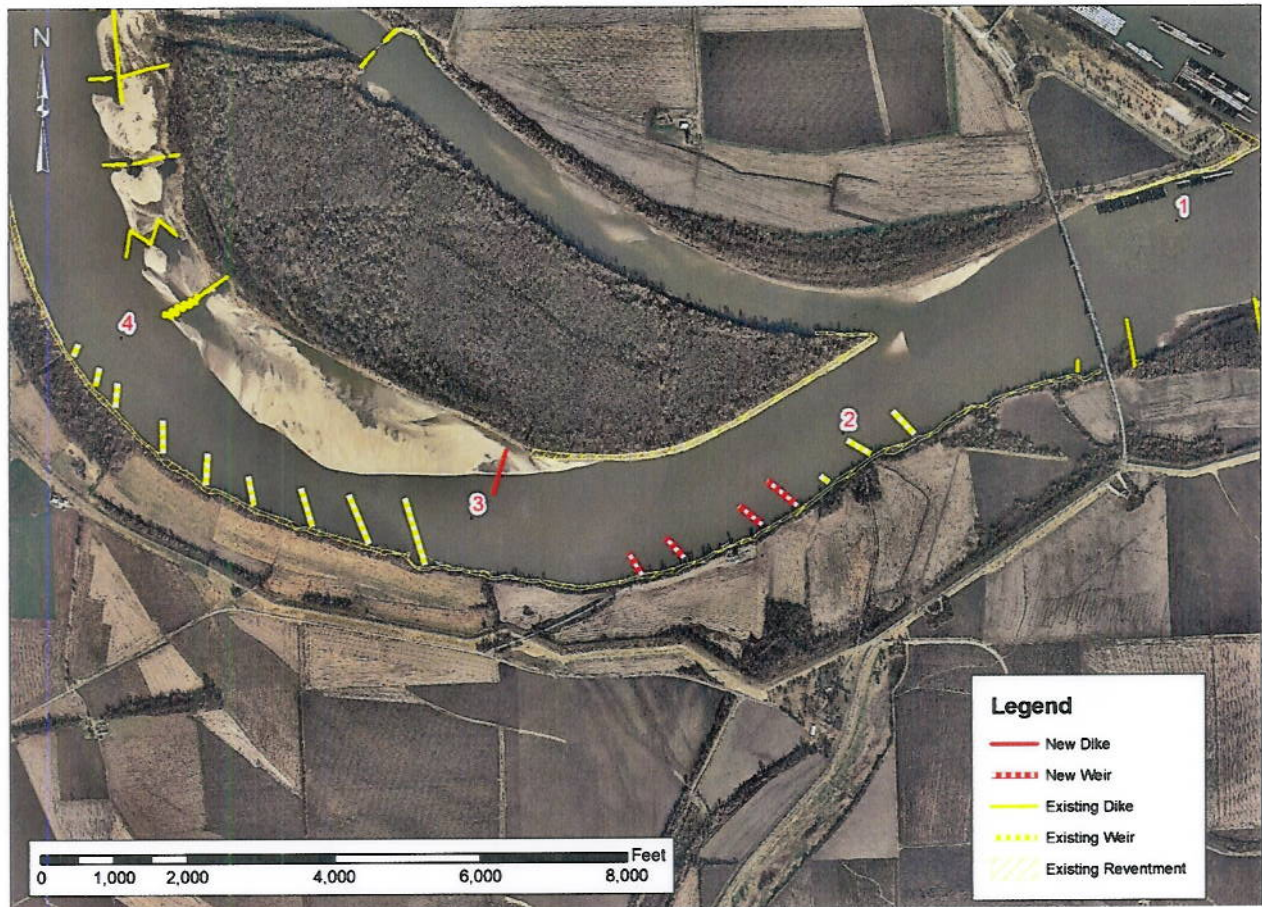 N
1
4
2
3
Legend
New Dike
New Weir
Existing Dike
Existing Weir
Existing Reventment
Feet
0 1,000 2,000 4,000 6,000 8,000